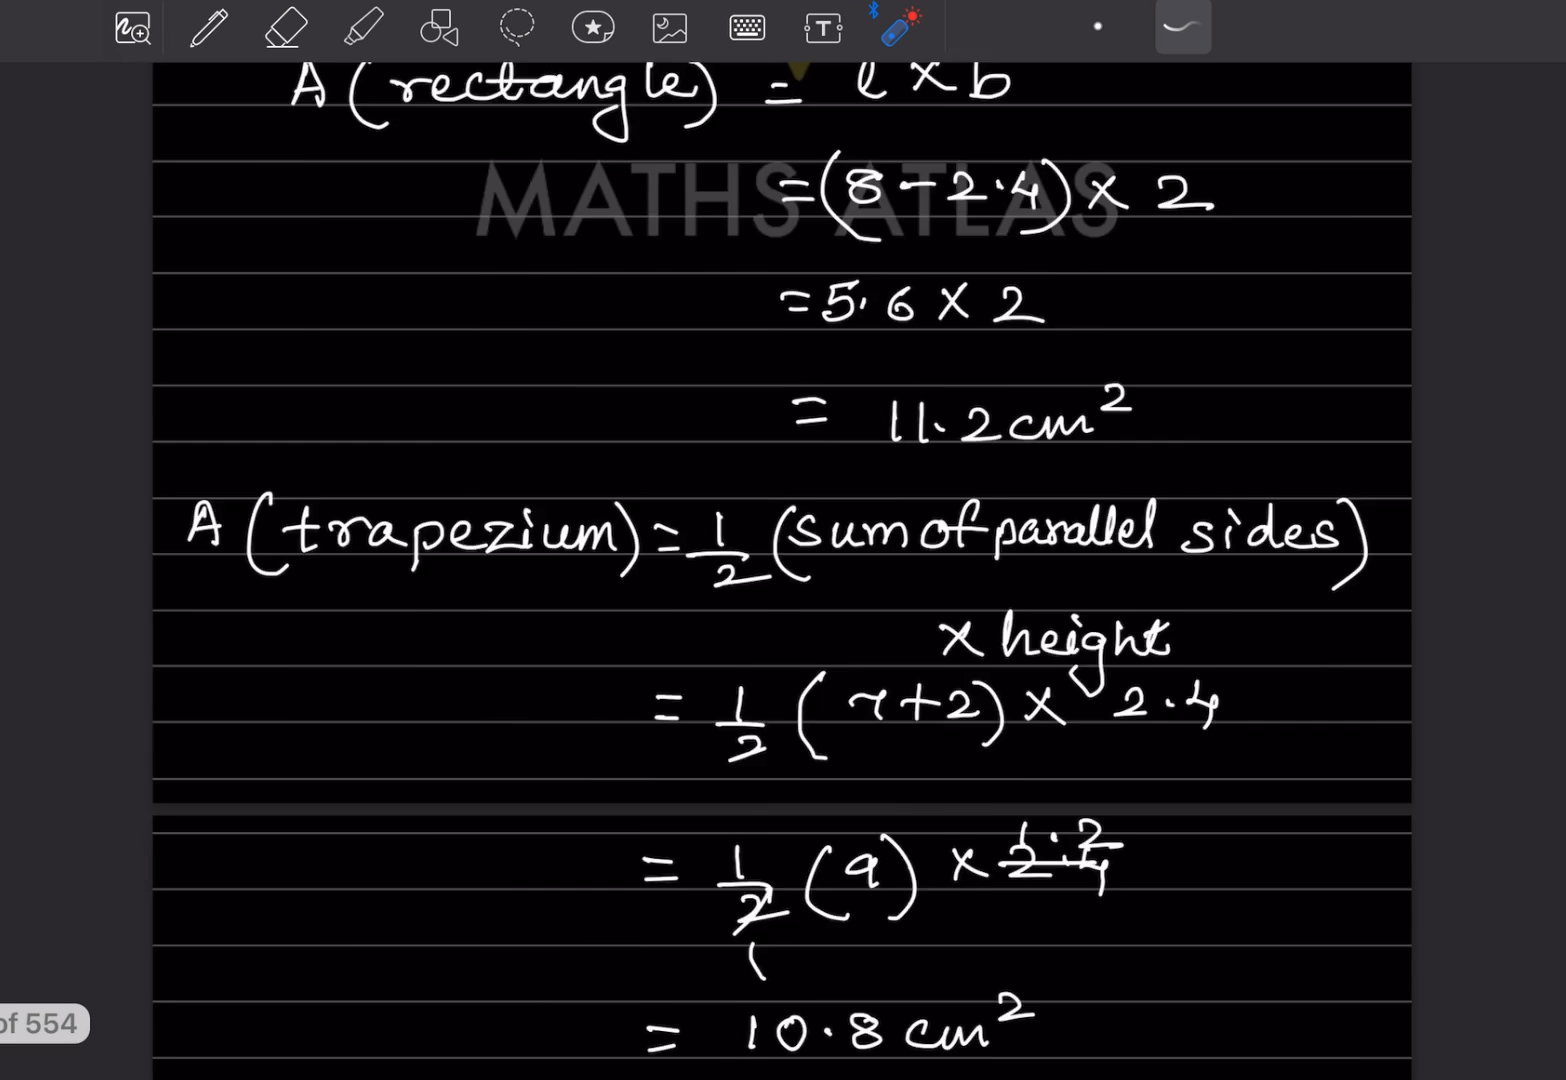 A (rectangle) = l × b
MATHS ATLAS
= (8 - 2.4) × 2
= 5.6 × 2
= 11.2 cm²
A (trapezium) = 1/2 (sum of parallel sides)
× height
= 1/2 (7+2) × 2.4
= 1/2 (9) × 2.4
1.2
1
= 10.8 cm²
of 554
T